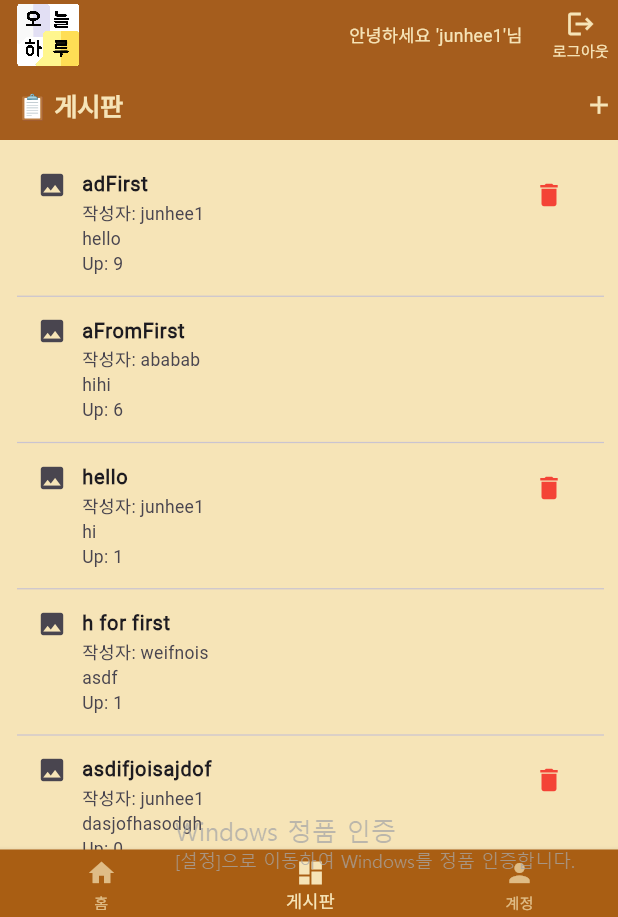 오 늘
하 루
안녕하세요 'junhee1'님
로그아웃
게시판
adFirst
작성자: junhee1
hello
Up: 9
aFromFirst
작성자: ababab
hihi
Up: 6
hello
작성자: junhee1
hi
Up: 1
h for first
작성자: weifnois
asdf
Up: 1
asdifjoisajdof
작성자: junhee1
dasjofhasodgh
Up: 0
Windows 정품 인증
[설정]으로 이동하여 Windows를 정품 인증합니다.
홈
게시판
계정